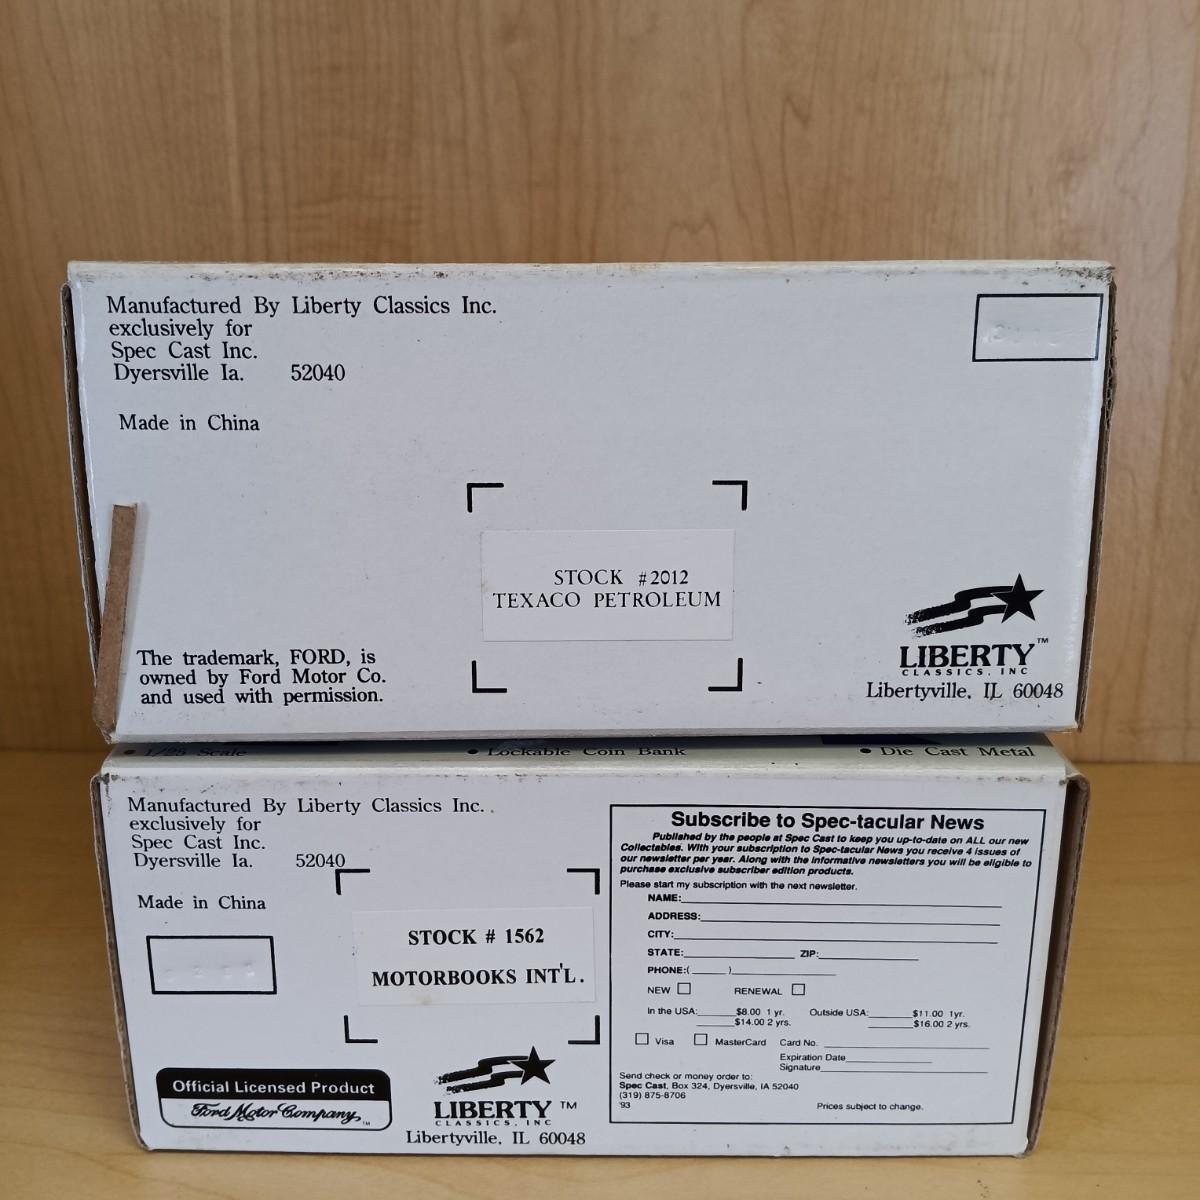 Manufactured By Liberty Classics Inc.
exclusively for
Spec Cast Inc.
Dyersville Ia. 52040
Made in China
STOCK #2012
TEXACO PETROLEUM
The trademark, FORD, is
owned by Ford Motor Co.
and used with permission.
LIBERTY™
CLASSICS, INC
Libertyville, IL 60048
• 1/25 Scale • Lockable Coin Bank • Die Cast Metal
Manufactured By Liberty Classics Inc.
exclusively for
Spec Cast Inc.
Dyersville Ia. 52040
Made in China
STOCK # 1562
MOTORBOOKS INT'L.
Official Licensed Product
Ford Motor Company™
LIBERTY ™
CLASSICS, INC
Libertyville, IL 60048
Subscribe to Spec-tacular News
Published by the people at Spec Cast to keep you up-to-date on ALL our new
Collectables. With your subscription to Spec-tacular News you receive 4 issues of
our newsletter per year. Along with the informative newsletters you will be eligible to
purchase exclusive subscriber edition products.
Please start my subscription with the next newsletter.
NAME:
ADDRESS:
CITY:
STATE: ZIP:
PHONE:( )
NEW RENEWAL
In the USA: $8.00 1 yr. Outside USA: $11.00 1yr.
$14.00 2 yrs. $16.00 2 yrs.
Visa MasterCard Card No.
Expiration Date
Signature
Send check or money order to:
Spec Cast, Box 324, Dyersville, IA 52040
(319) 875-8706
'93 Prices subject to change.